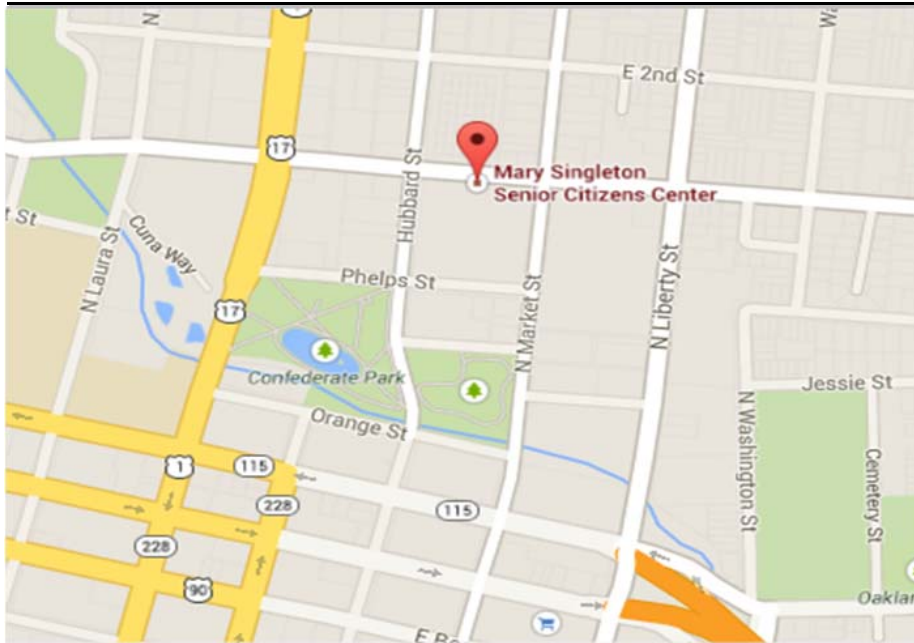 N
E 2nd St
17
Mary Singleton
Senior Citizens Center
Hubbard St
t St
Cuna Way
N Laura St
Phelps St
17
N Market St
N Liberty St
Confederate Park
Jessie St
Orange St
N Washington St
Cemetery St
1
115
228
115
228
90
Oaklan